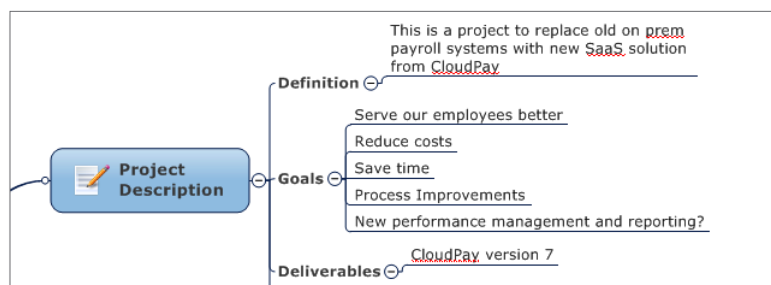 This is a project to replace old on prem
payroll systems with new SaaS solution
from CloudPay
Definition
Serve our employees better
Reduce costs
Save time
Project
Description
Goals
Process Improvements
New performance management and reporting?
CloudPay version 7
Deliverables